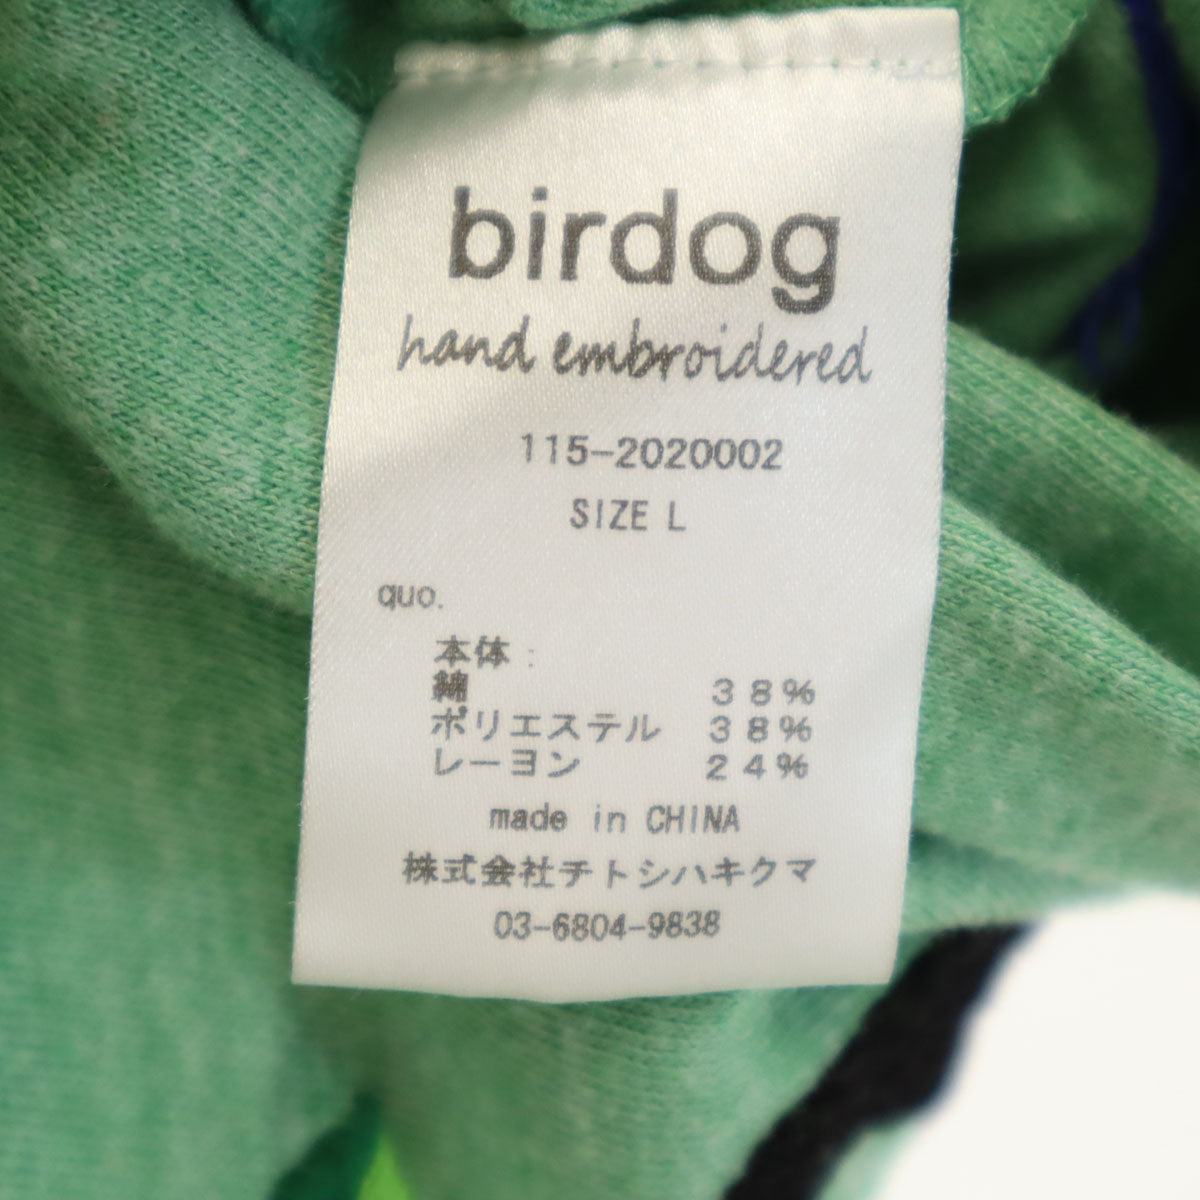 birdog
hand embroidered
115-2020002
SIZE L
quo.
本体:
綿 38%
ポリエステル 38%
レーヨン 24%
made in CHINA
株式会社チトシハキクマ
03-6804-9838